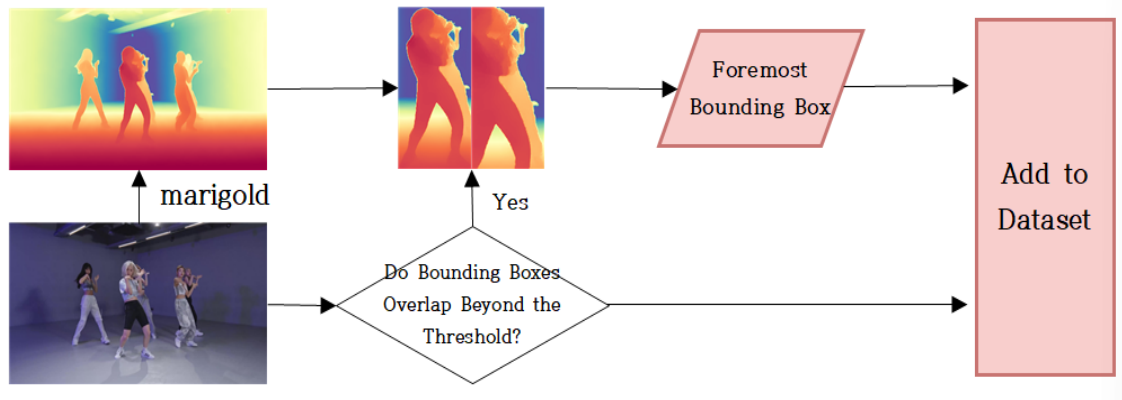 marigold
Yes
Do Bounding Boxes
Overlap Beyond the
Threshold?
Foremost
Bounding Box
Add to
Dataset